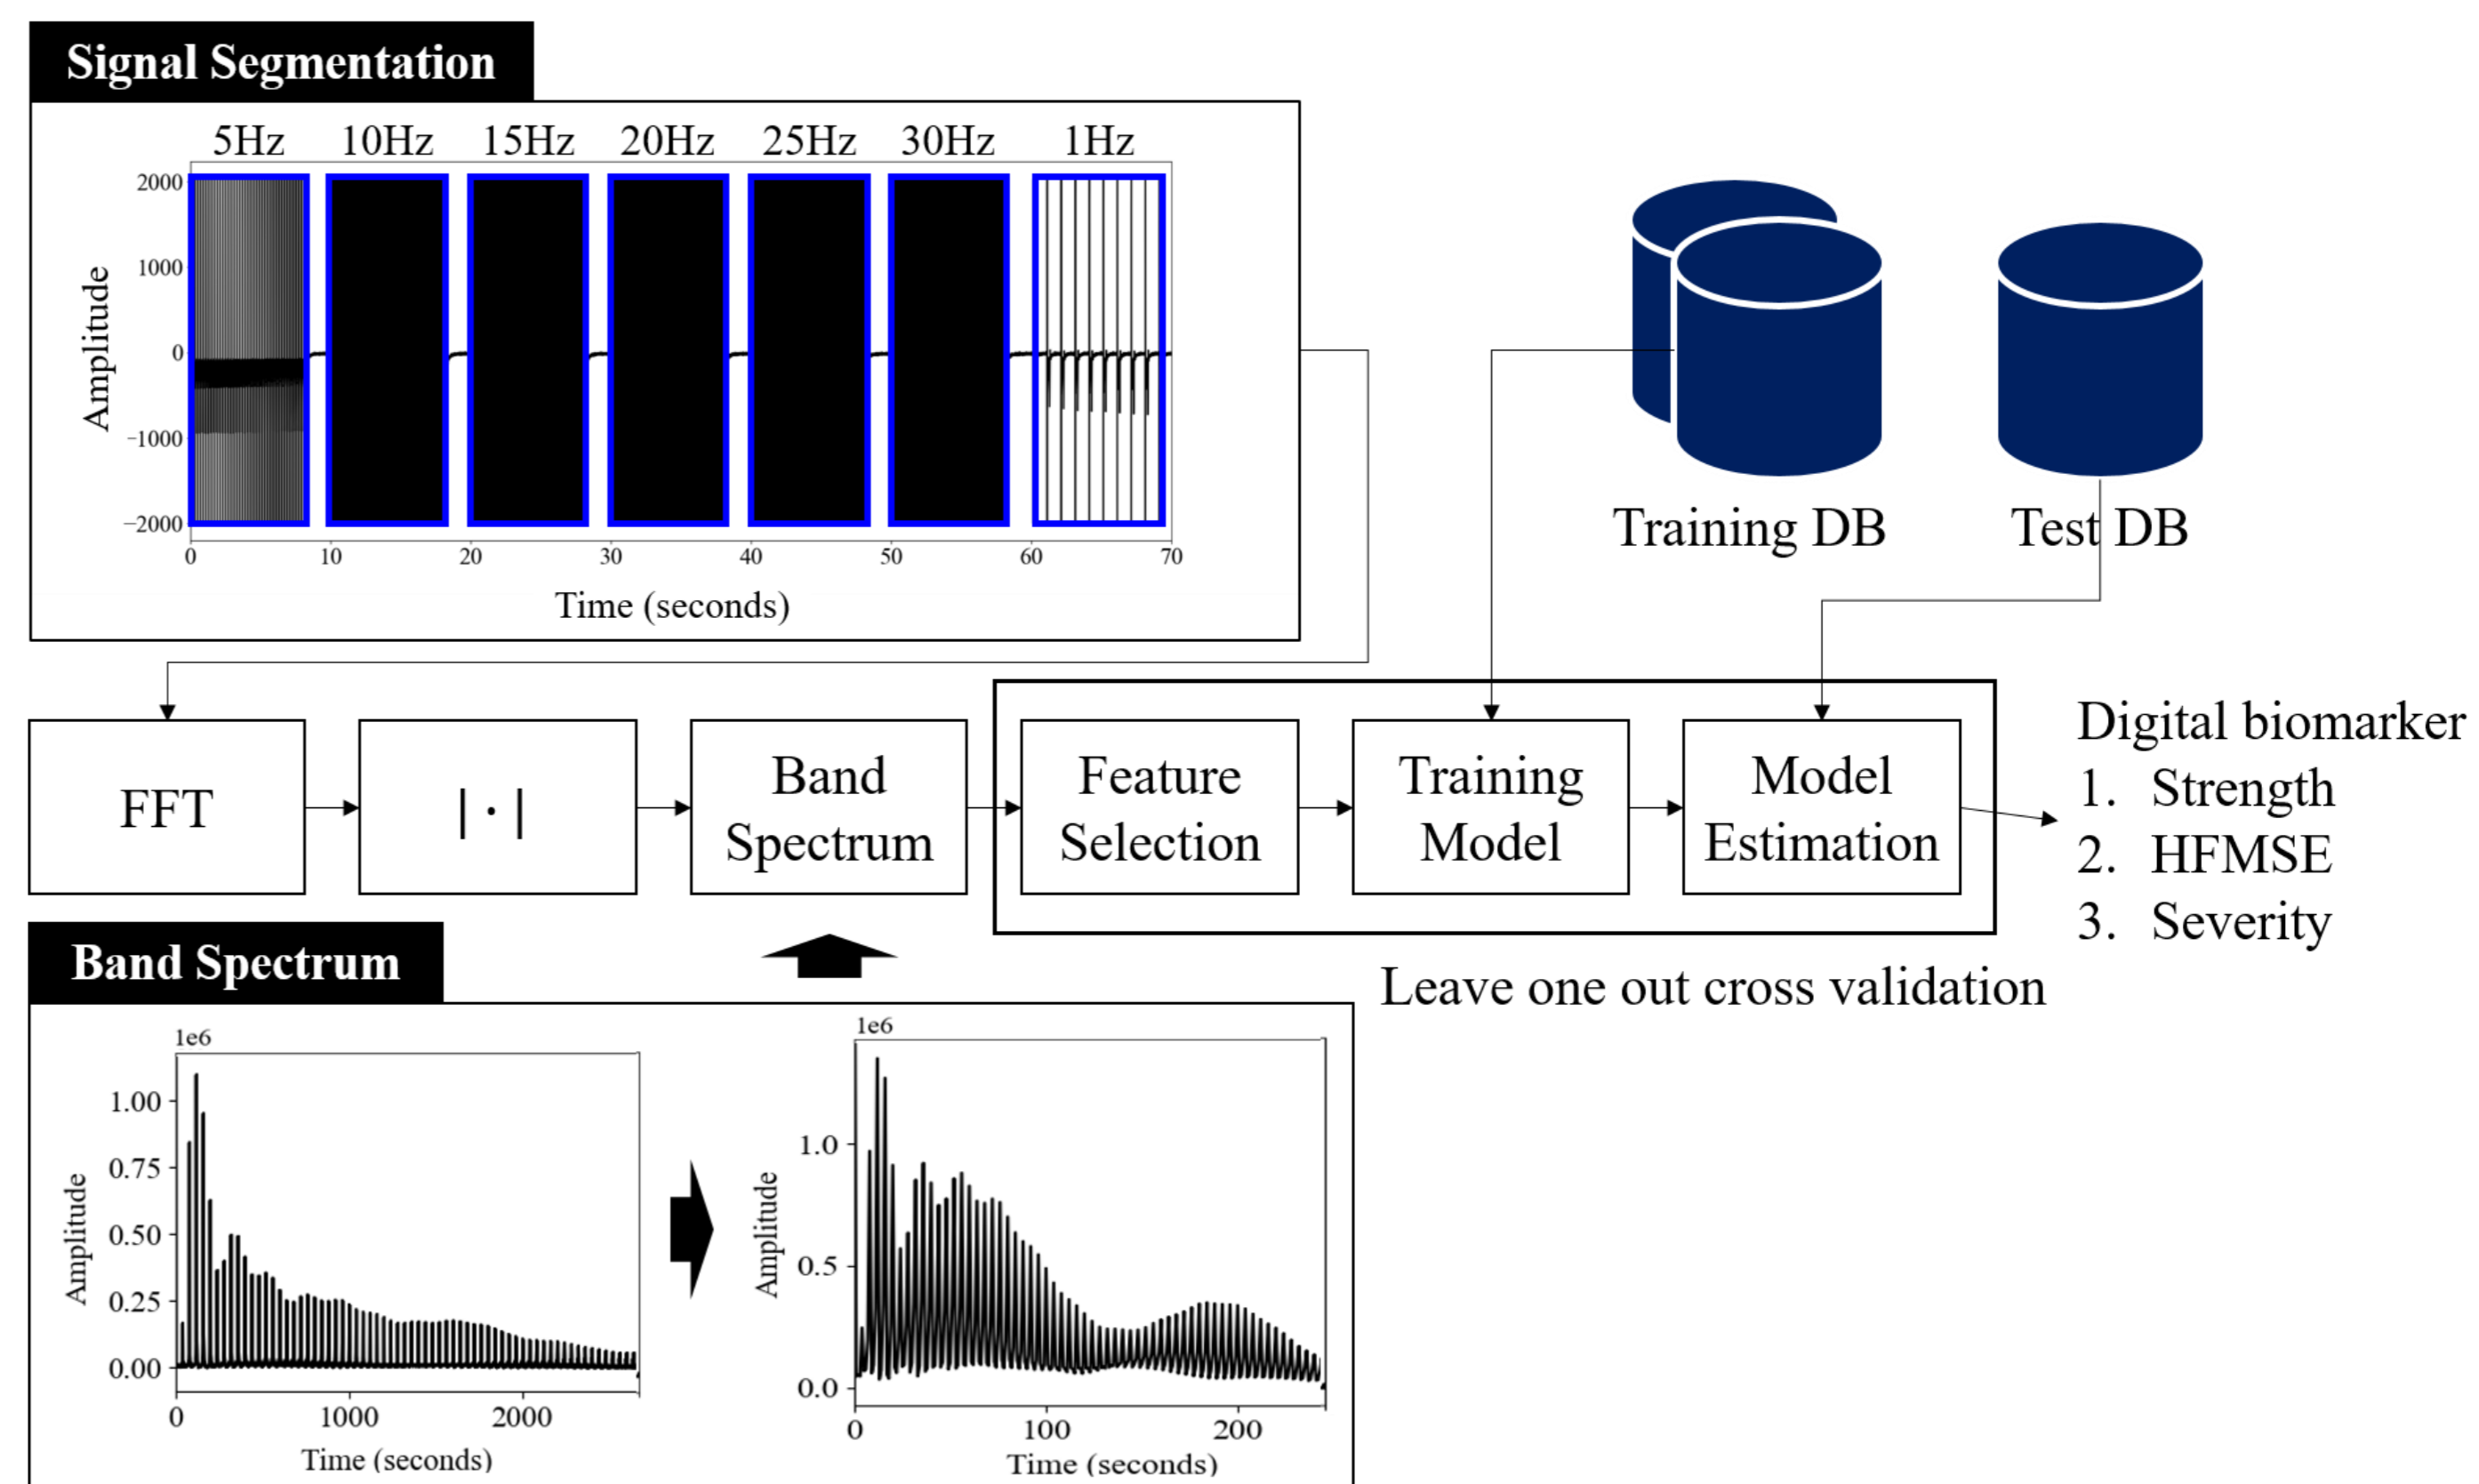 Signal Segmentation
5Hz 10Hz 15Hz 20Hz 25Hz 30Hz 1Hz
2000
1000
0
−1000
−2000
Amplitude
0 10 20 30 40 50 60 70
Time (seconds)
Training DB
Test DB
FFT
| · |
Band
Spectrum
Feature
Selection
Training
Model
Model
Estimation
Digital biomarker
1. Strength
2. HFMSE
3. Severity
Leave one out cross validation
Band Spectrum
1e6
1.00
0.75
0.50
0.25
0.00
Amplitude
0 1000 2000
Time (seconds)
1e6
1.0
0.5
0.0
Amplitude
0 100 200
Time (seconds)